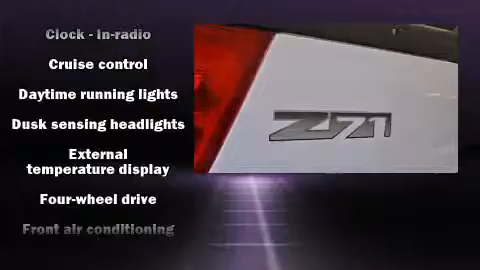 Clock - In-radio
Cruise control
Daytime running lights
Dusk sensing headlights
External
temperature display
Four-wheel drive
Front air conditioning
Z71